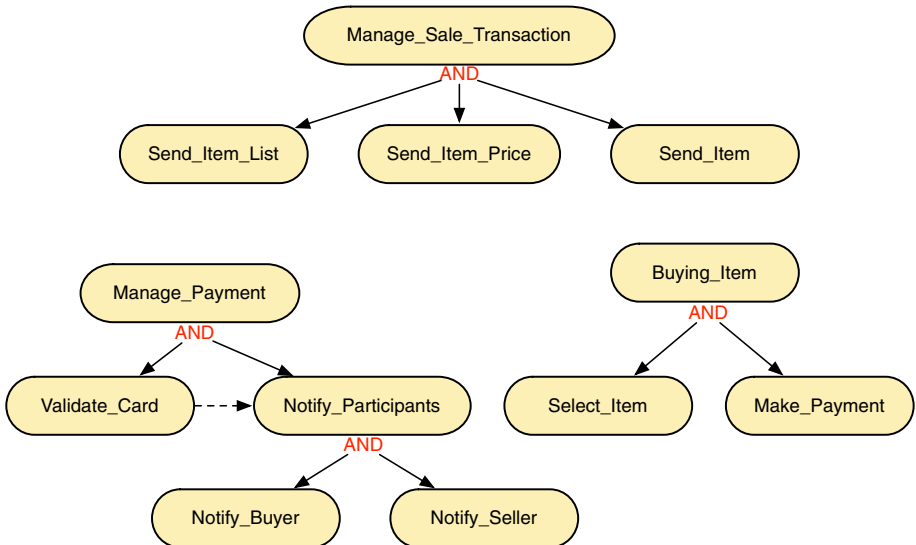 Manage_Sale_Transaction
AND
Send_Item_List
Send_Item_Price
Send_Item
Buying_Item
Manage_Payment
AND
AND
Validate_Card
Notify_Participants
Select_Item
Make_Payment
AND
Notify_Buyer
Notify_Seller